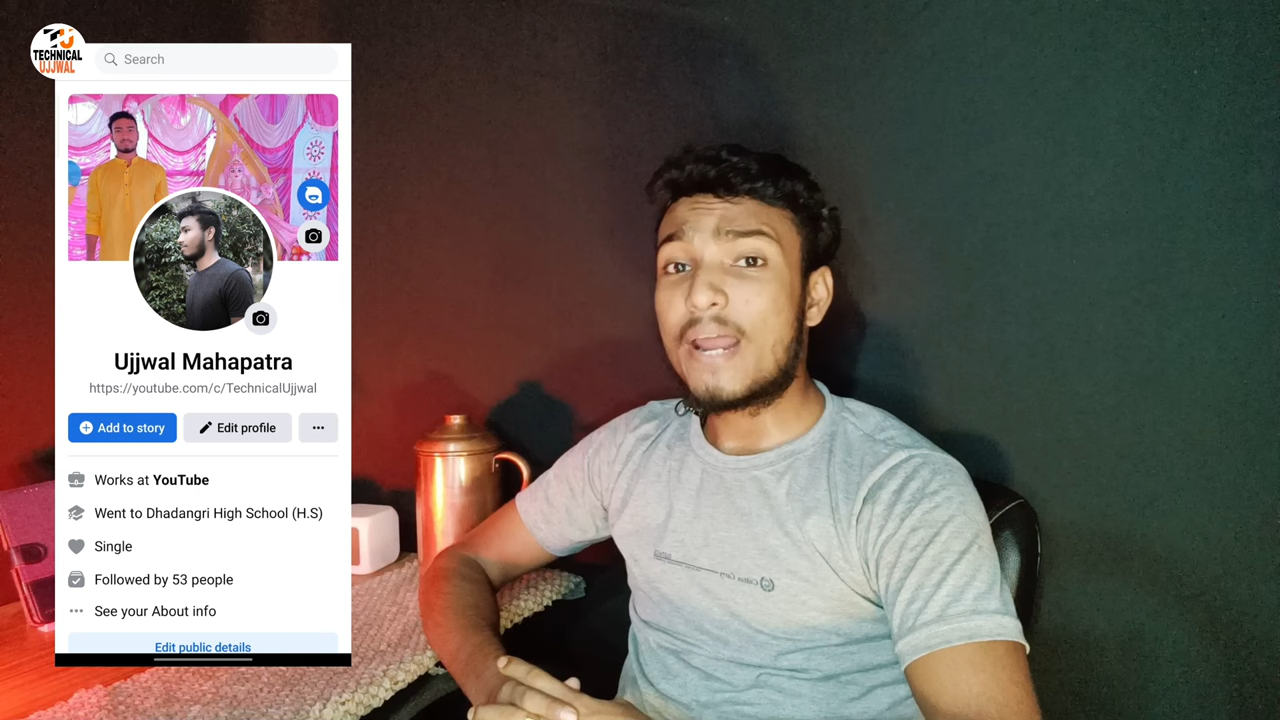 TU
TECHNICAL
UJJWAL
Search
Ujjwal Mahapatra
https://youtube.com/c/TechnicalUjjwal
Add to story
Edit profile
Works at YouTube
Went to Dhadangri High School (H.S)
Single
Followed by 53 people
See your About info
Edit public details